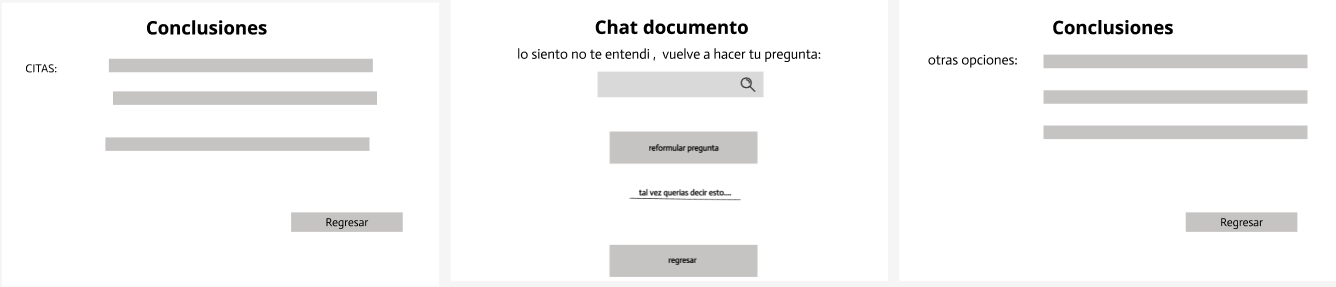 Conclusiones
CITAS:
Regresar
Chat documento
lo siento no te entendi , vuelve a hacer tu pregunta:
reformular pregunta
tal vez querias decir esto....
regresar
Conclusiones
otras opciones:
Regresar